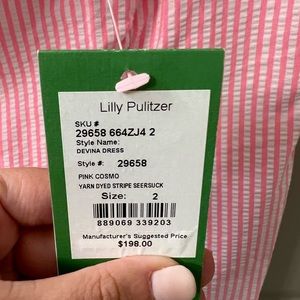 Lilly Pulitzer
SKU #
29658 664ZJ4 2
Style Name:
DEVINA DRESS
Style #: 29658
PINK COSMO
YARN DYED STRIPE SEERSUCK
Size: 2
889069 339203
Manufacturer's Suggested Price
$198.00